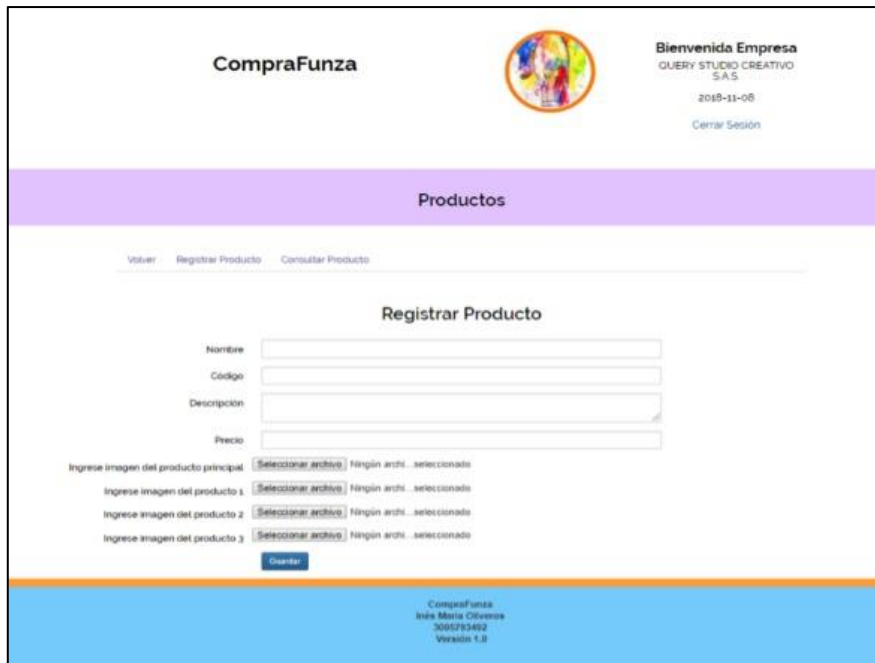 CompraFunza
Bienvenida Empresa
QUERY STUDIO CREATIVO
S.A.S.
2018-11-08
Cerrar Sesión
Productos
Volver Registrar Producto Consultar Producto
Registrar Producto
Nombre
Código
Descripción
Precio
Ingrese imagen del producto principal Seleccionar archivo Ningún archi...seleccionado
Ingrese imagen del producto 1 Seleccionar archivo Ningún archi...seleccionado
Ingrese imagen del producto 2 Seleccionar archivo Ningún archi...seleccionado
Ingrese imagen del producto 3 Seleccionar archivo Ningún archi...seleccionado
Guardar
CompraFunza
Inés María Oliveros
3005793492
Versión 1.0